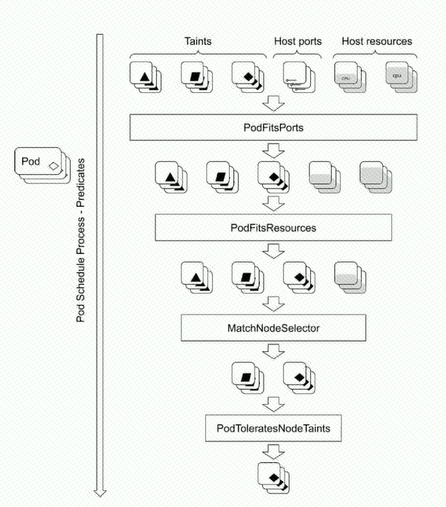 Taints
Host ports
Host resources
CPU
cpu
PodFitsPorts
Pod
Pod Schedule Process - Predicates
PodFitsResources
MatchNodeSelector
PodToleratesNodeTaints